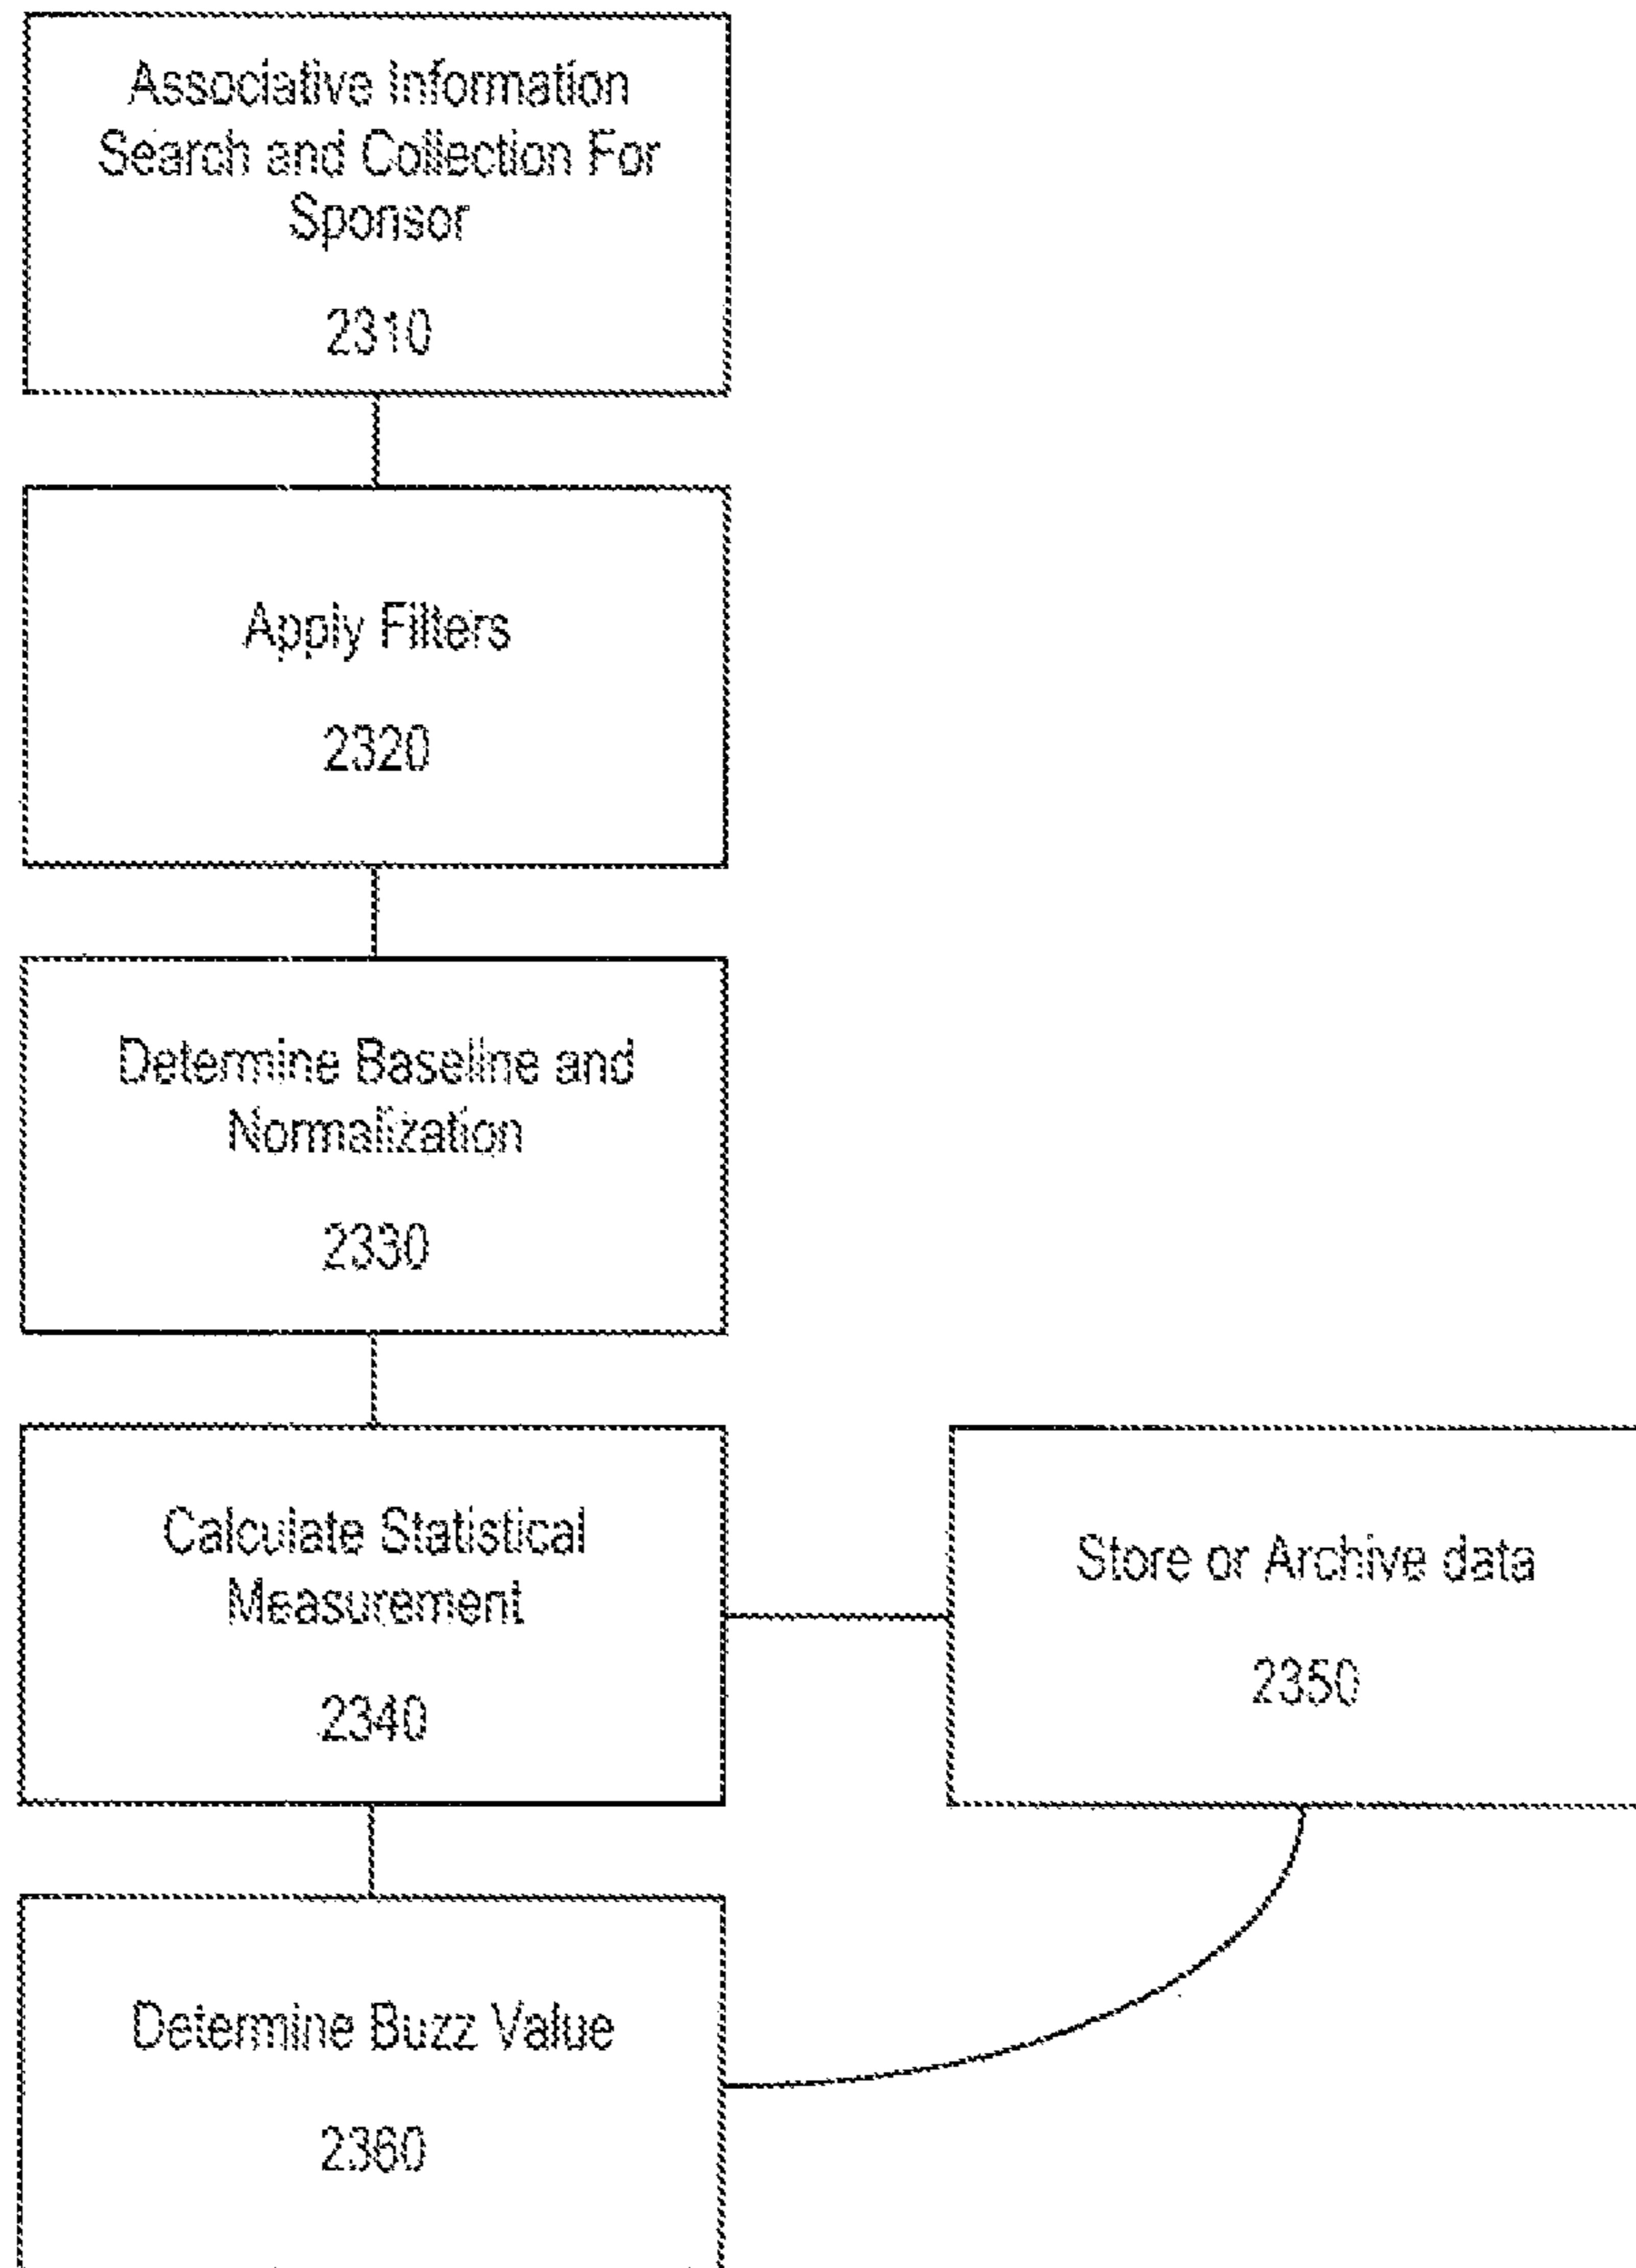 Associative Information
Search and Collection For
Sponsor
2310
Apply Filters
2320
Determine Baseline and
Normalization
2330
Calculate Statistical
Measurement
2340
Store or Archive data
2350
Determine Buzz Value
2360